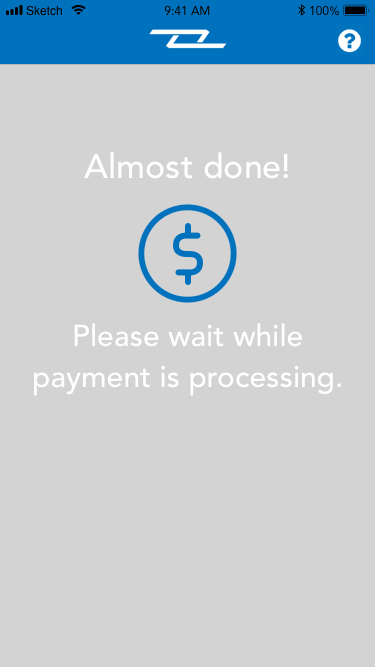 Sketch 9:41 AM 100%
?
Almost done!
$
Please wait while
payment is processing.